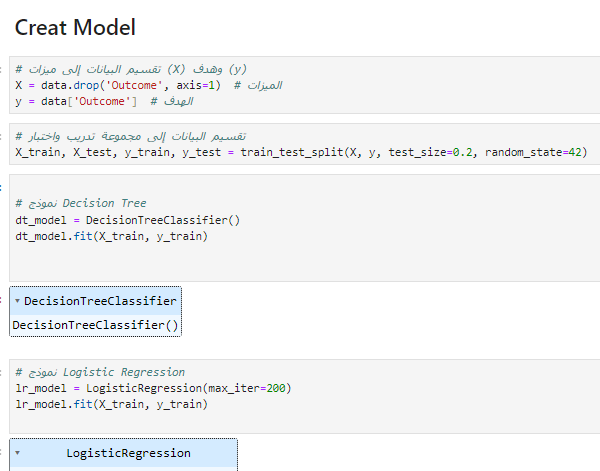 Creat Model
# تقسيم البيانات إلى ميزات (X) وهدف (y)
X = data.drop('Outcome', axis=1)  # الميزات
y = data['Outcome']  # الهدف
# تقسيم البيانات إلى مجموعة تدريب واختبار
X_train, X_test, y_train, y_test = train_test_split(X, y, test_size=0.2, random_state=42)
# نموذج Decision Tree
dt_model = DecisionTreeClassifier()
dt_model.fit(X_train, y_train)
▾ DecisionTreeClassifier
DecisionTreeClassifier()
# نموذج Logistic Regression
lr_model = LogisticRegression(max_iter=200)
lr_model.fit(X_train, y_train)
▾ LogisticRegression